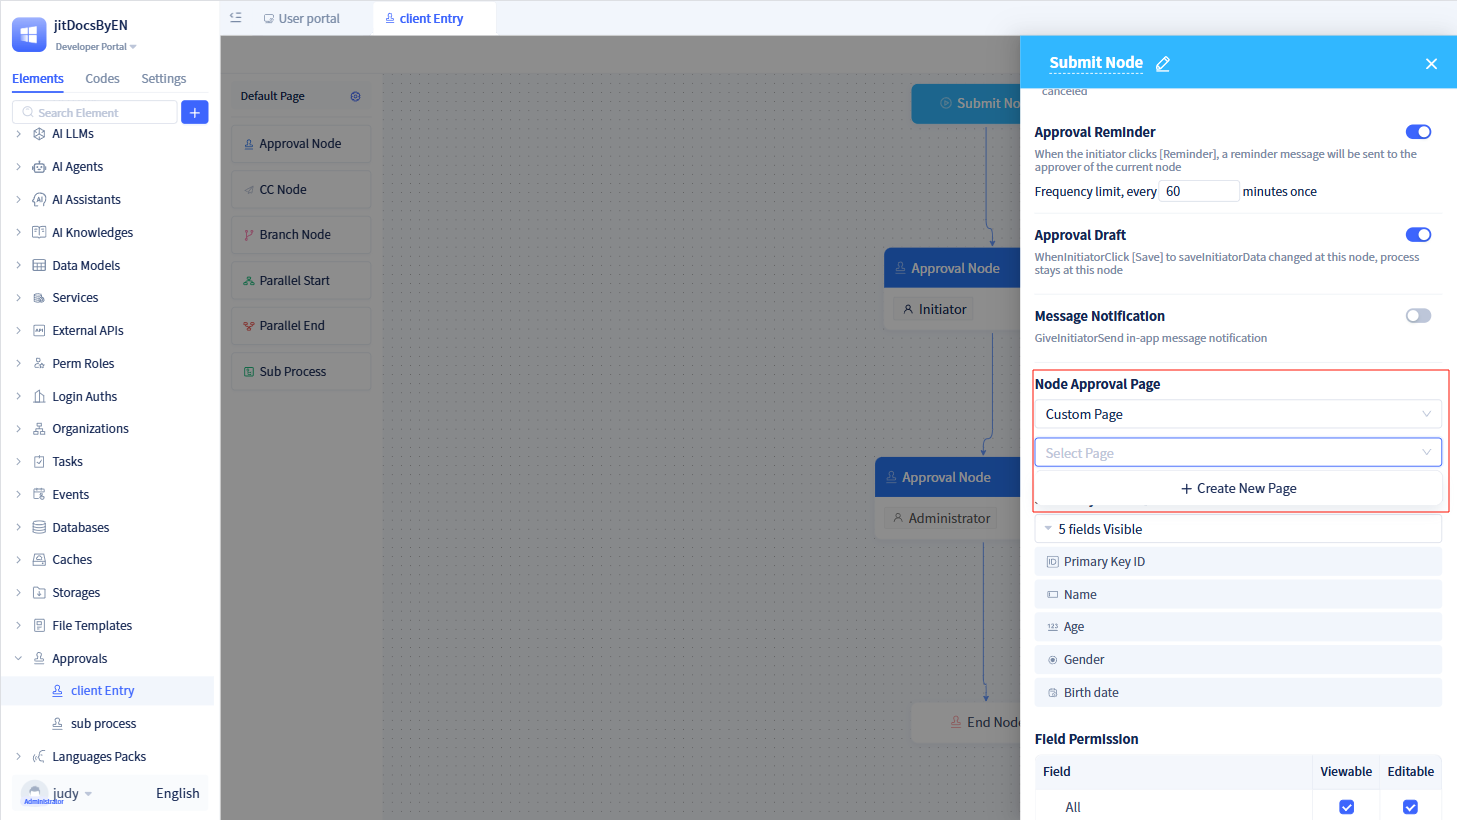 jitDocsByEN
Developer Portal
Elements
Codes
Settings
Search Element
AI LLMs
AI Agents
AI Assistants
AI Knowledges
Data Models
Services
External APIs
Perm Roles
Login Auths
Organizations
Tasks
Events
Databases
Caches
Storages
File Templates
Approvals
client Entry
sub process
Languages Packs
judy
Administrator
English
User portal
client Entry
Default Page
Approval Node
CC Node
Branch Node
Parallel Start
Parallel End
Sub Process
Submit No
Approval Node
Initiator
Approval Node
Administrator
End Node
Submit Node
canceled
Approval Reminder
When the initiator clicks [Reminder], a reminder message will be sent to the
approver of the current node
Frequency limit, every 60 minutes once
Approval Draft
WhenInitiatorClick [Save] to saveInitiatorData changed at this node, process
stays at this node
Message Notification
GiveInitiatorSend in-app message notification
Node Approval Page
Custom Page
Select Page
Create New Page
5 fields Visible
Primary Key ID
Name
Age
Gender
Birth date
Field Permission
Field
Viewable
Editable
All